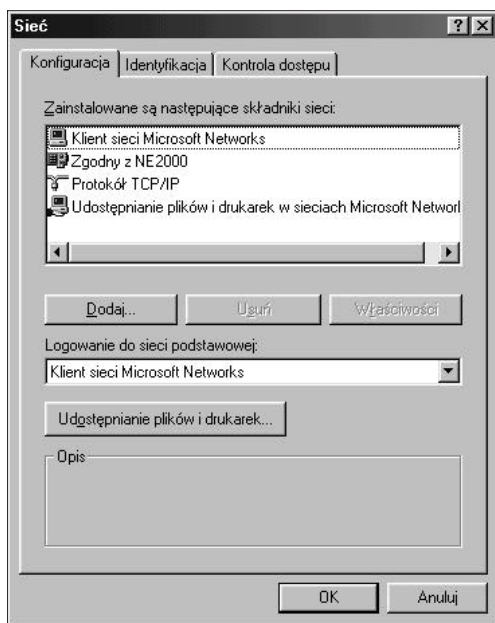 Sieć
Konfiguracja Identyfikacja Kontrola dostępu
Zainstalowane są następujące składniki sieci:
Klient sieci Microsoft Networks
Zgodny z NE2000
Protokół TCP/IP
Udostępnianie plików i drukarek w sieciach Microsoft Networl
Dodaj... Usuń Właściwości
Logowanie do sieci podstawowej:
Klient sieci Microsoft Networks
Udostępnianie plików i drukarek...
Opis
OK Anuluj